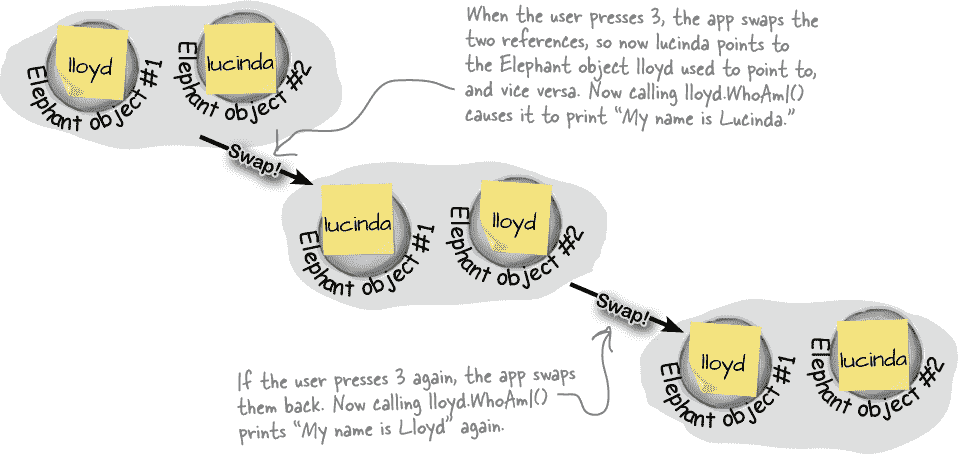 lloyd
Elephant object #1
lucinda
Elephant object #2
When the user presses 3, the app swaps the
two references, so now lucinda points to
the Elephant object lloyd used to point to,
and vice versa. Now calling lloyd.WhoAmI()
causes it to print “My name is Lucinda.”
Swap!
lucinda
Elephant object #1
lloyd
Elephant object #2
Swap!
If the user presses 3 again, the app swaps
them back. Now calling lloyd.WhoAmI()
prints “My name is Lloyd” again.
lloyd
Elephant object #1
lucinda
Elephant object #2